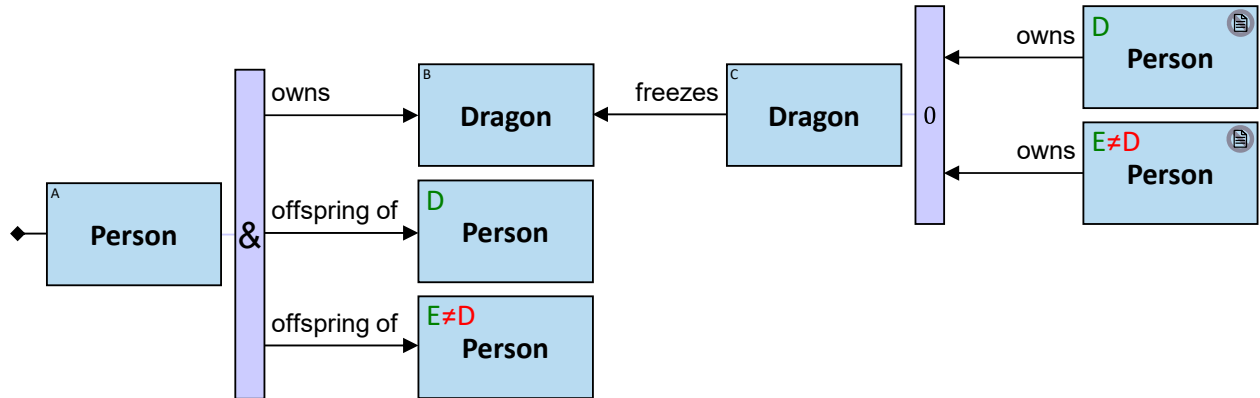 A
Person
&
owns
B
Dragon
freezes
C
Dragon
0
owns
D
Person
owns
E≠D
Person
offspring of
D
Person
offspring of
E≠D
Person